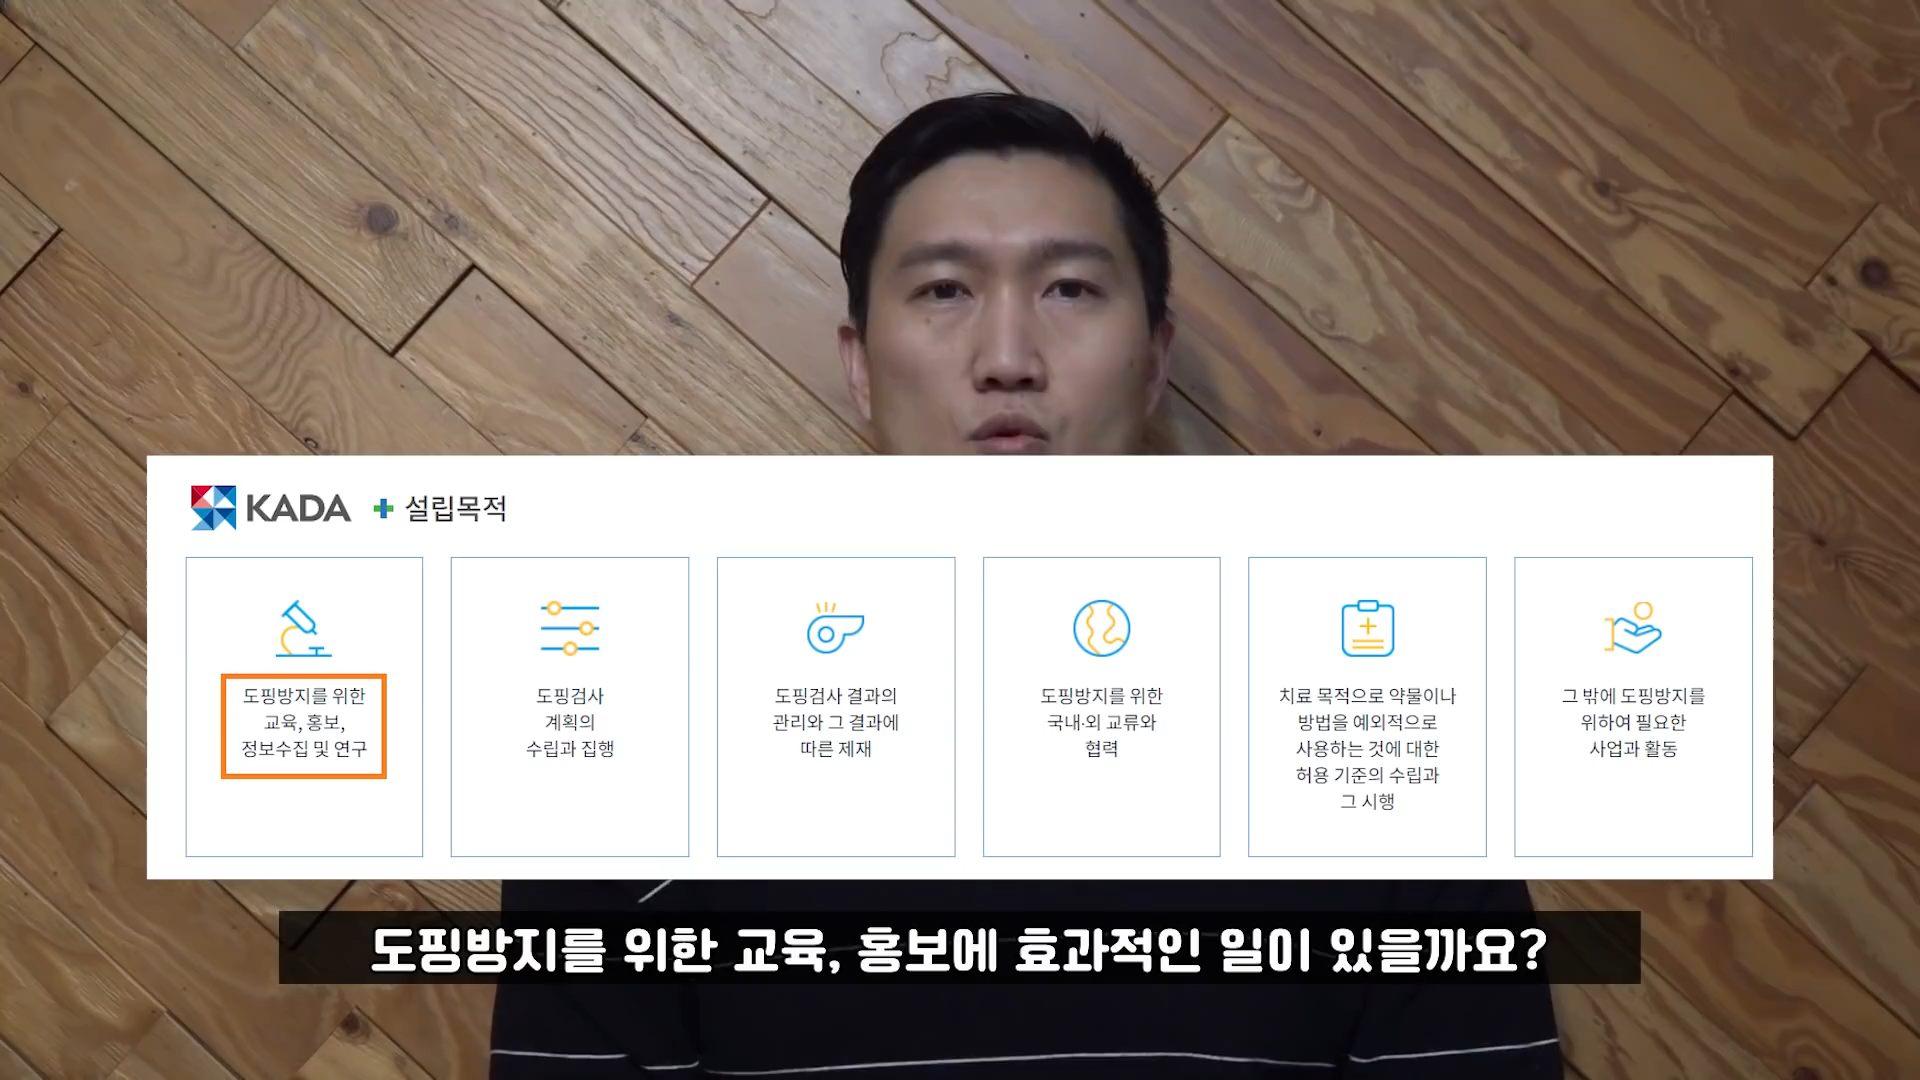 KADA
설립목적
도핑방지를 위한
교육, 홍보,
정보수집 및 연구
도핑검사
계획의
수립과 집행
도핑검사 결과의
관리와 그 결과에
따른 제재
도핑방지를 위한
국내·외 교류와
협력
치료 목적으로 약물이나
방법을 예외적으로
사용하는 것에 대한
허용 기준의 수립과
그 시행
그 밖에 도핑방지를
위하여 필요한
사업과 활동
도핑방지를 위한 교육, 홍보에 효과적인 일이 있을까요?